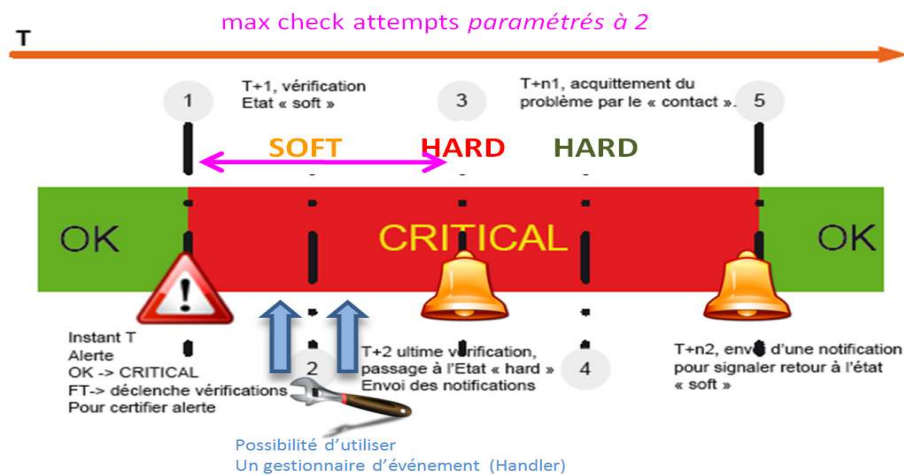 max check attempts paramétrés à 2
T
1
T+1, vérification
Etat « soft »
3
T+n1, acquittement du
problème par le « contact ».
5
SOFT
HARD
HARD
OK
CRITICAL
OK
Instant T
Alerte
OK -> CRITICAL
FT-> déclenche vérifications
Pour certifier alerte
2
T+2 ultime vérification,
passage à l'Etat « hard »
Envoi des notifications
4
T+n2, envoi d'une notification
pour signaler retour à l'état
« soft »
Possibilité d'utiliser
Un gestionnaire d'événement (Handler)